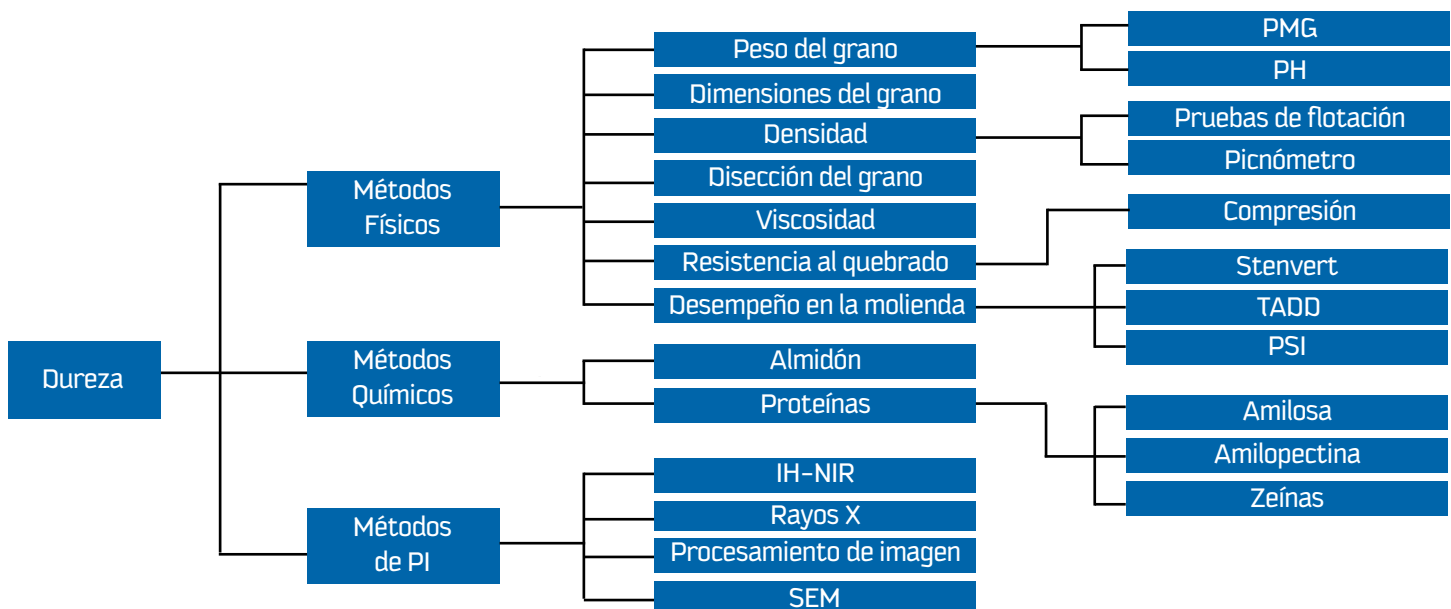 Dureza
Métodos
Físicos
Métodos
Químicos
Métodos
de PI
Peso del grano
Dimensiones del grano
Densidad
Disección del grano
Viscosidad
Resistencia al quebrado
Desempeño en la molienda
Almidón
Proteínas
IH-NIR
Rayos X
Procesamiento de imagen
SEM
PMG
PH
Pruebas de flotación
Picnómetro
Compresión
Stenvert
TADD
PSI
Amilosa
Amilopectina
Zeínas